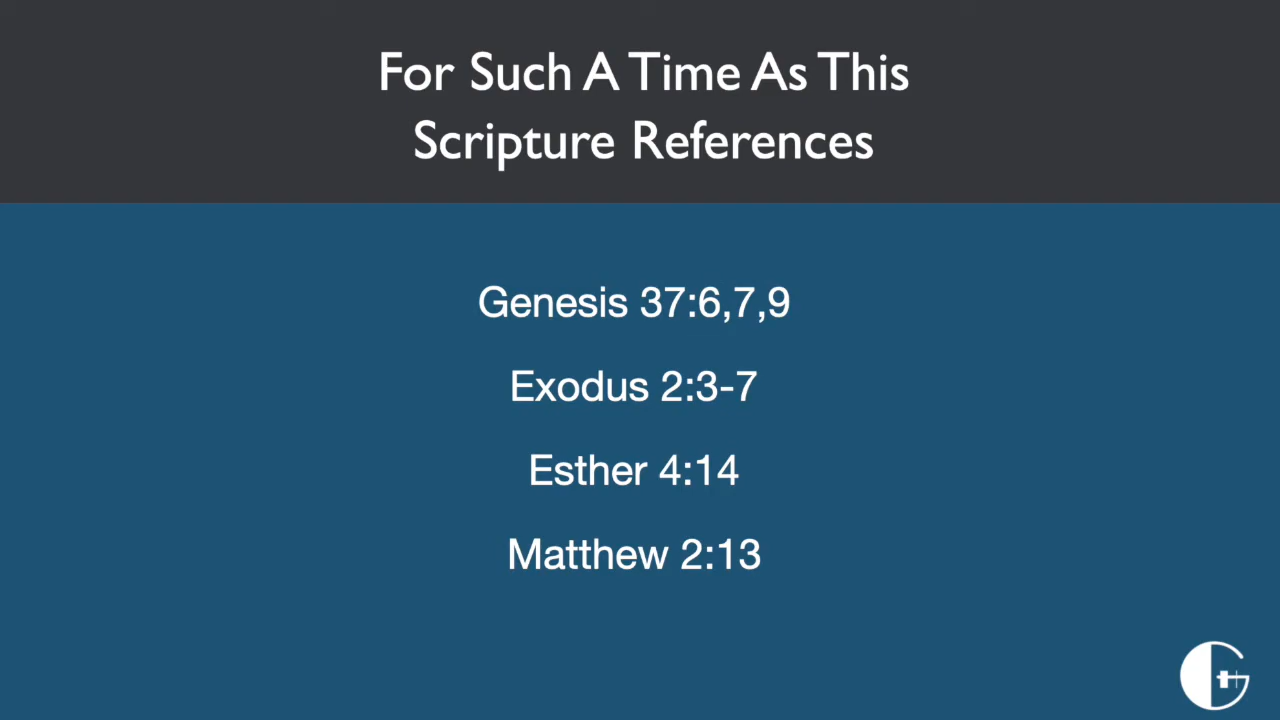 For Such A Time As This
Scripture References
Genesis 37:6,7,9
Exodus 2:3-7
Esther 4:14
Matthew 2:13